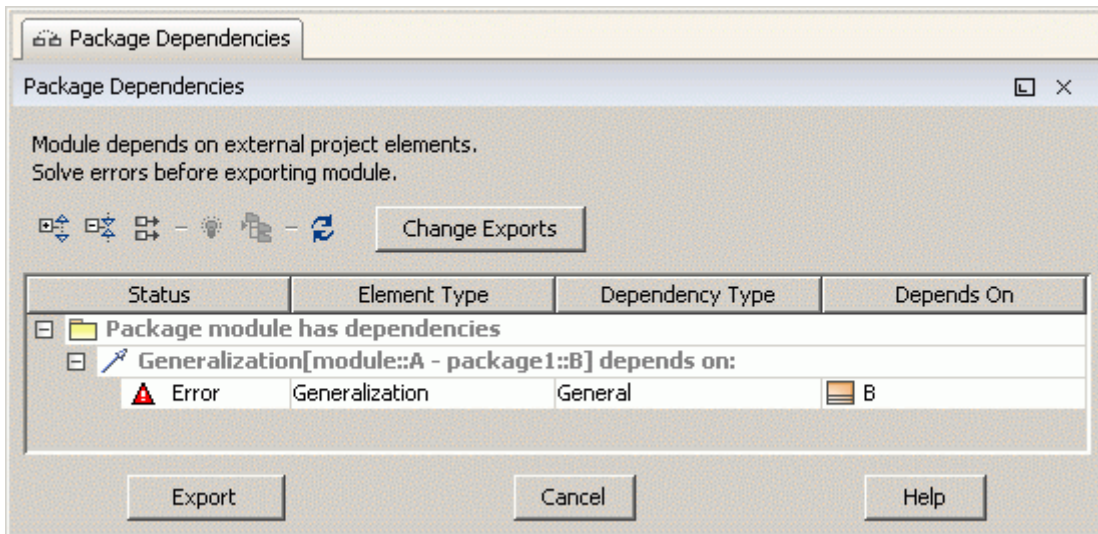 Package Dependencies
Package Dependencies
Module depends on external project elements.
Solve errors before exporting module.
Change Exports
Status Element Type Dependency Type Depends On
Package module has dependencies
Generalization[module::A - package1::B] depends on:
Error Generalization General B
Export Cancel Help